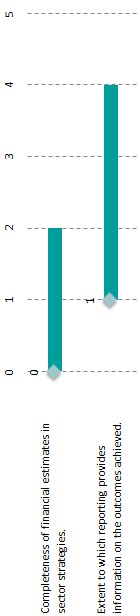 0 1 2 3 4 5
Completeness of financial estimates in
sector strategies.
0
Extent to which reporting provides
information on the outcomes achieved.
1